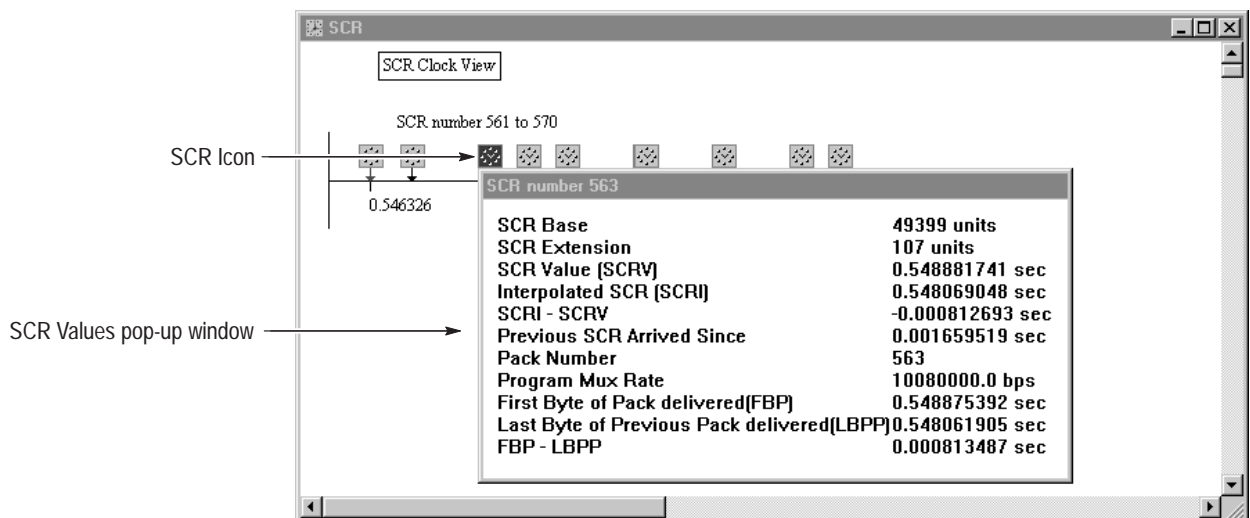 SCR
SCR Clock View
SCR number 561 to 570
SCR Icon
0.546326
SCR number 563
SCR Base 49399 units
SCR Extension 107 units
SCR Value (SCRV) 0.548881741 sec
Interpolated SCR (SCRI) 0.548069048 sec
SCRI - SCRV -0.000812693 sec
SCR Values pop-up window
Previous SCR Arrived Since 0.001659519 sec
Pack Number 563
Program Mux Rate 10080000.0 bps
First Byte of Pack delivered(FBP) 0.548875392 sec
Last Byte of Previous Pack delivered(LBPP) 0.548061905 sec
FBP - LBPP 0.000813487 sec